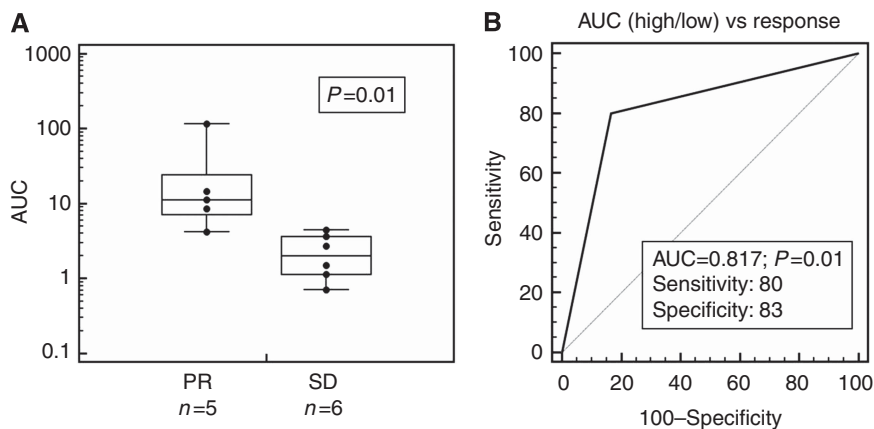 A
1000
100
10
1
0.1
AUC
P=0.01
PR
SD
n=5
n=6
B
AUC (high/low) vs response
100
80
60
40
20
0
Sensitivity
AUC=0.817; P=0.01
Sensitivity: 80
Specificity: 83
0 20 40 60 80 100
100–Specificity